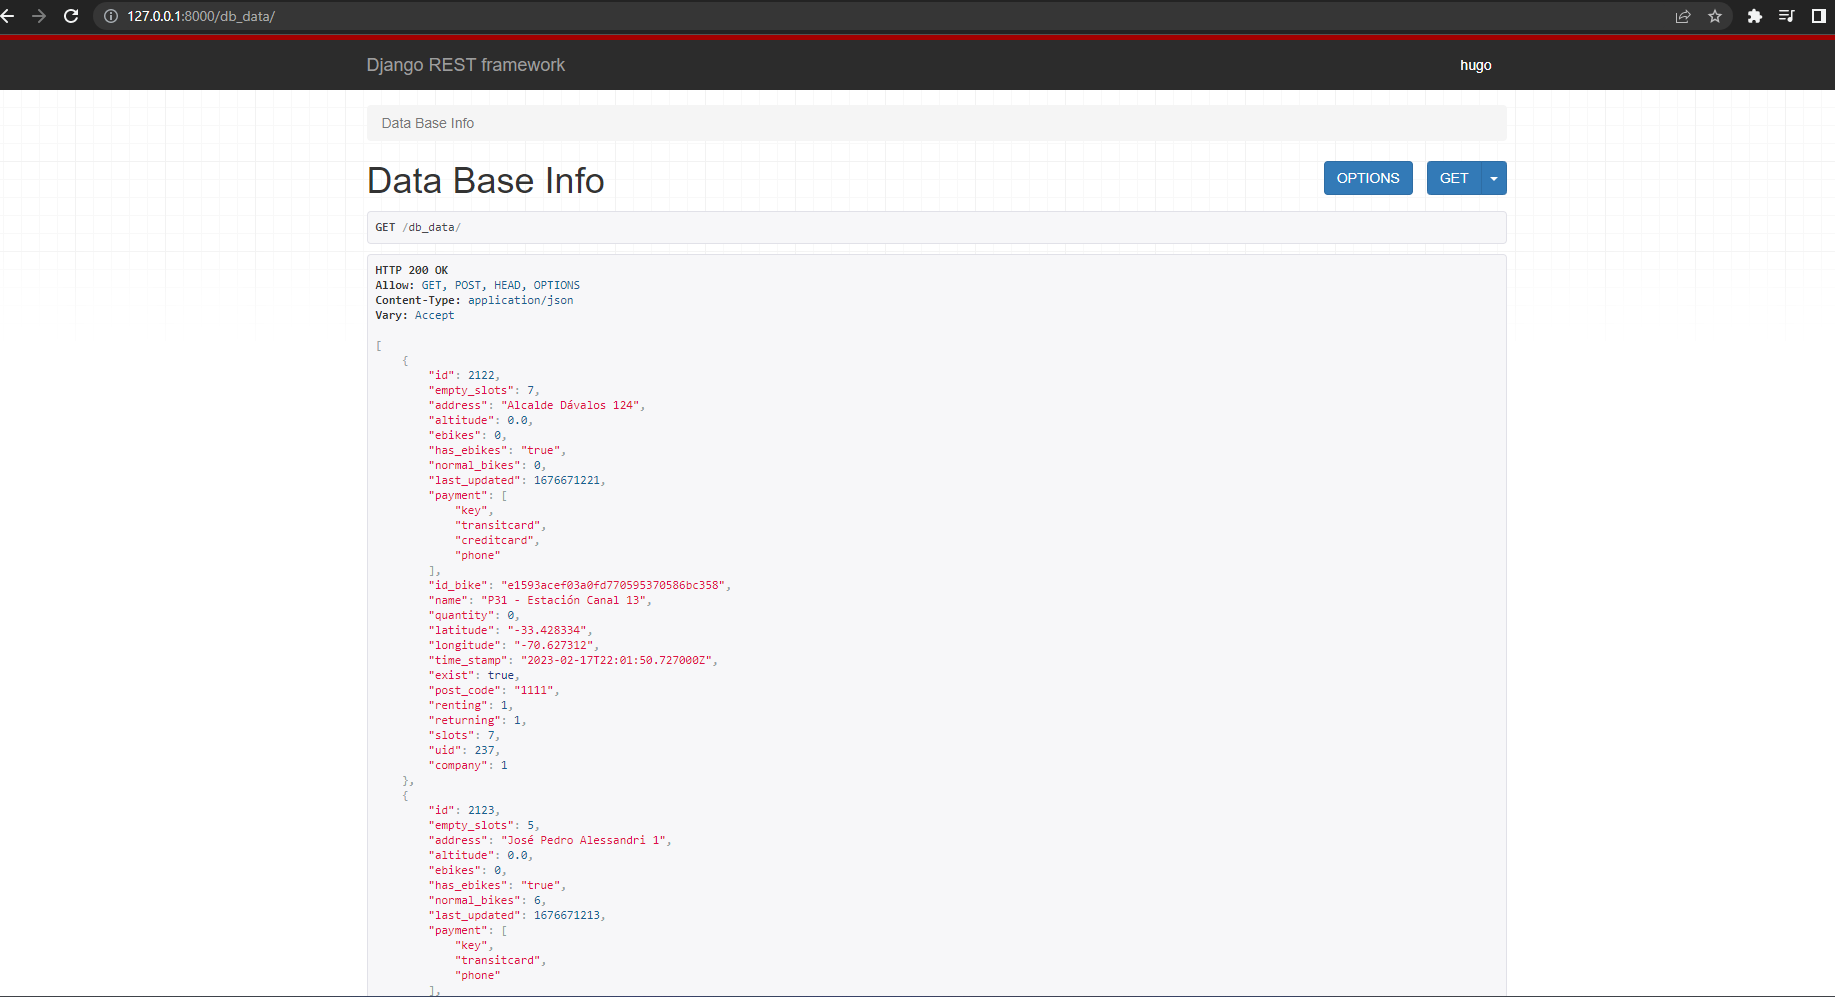 127.0.0.1:8000/db_data/
Django REST framework
hugo
Data Base Info
Data Base Info
OPTIONS
GET
GET /db_data/
HTTP 200 OK
Allow: GET, POST, HEAD, OPTIONS
Content-Type: application/json
Vary: Accept
[
{
"id": 2122,
"empty_slots": 7,
"address": "Alcalde Dávalos 124",
"altitude": 0.0,
"ebikes": 0,
"has_ebikes": "true",
"normal_bikes": 0,
"last_updated": 1676671221,
"payment": [
"key",
"transitcard",
"creditcard",
"phone"
],
"id_bike": "e1593acef03a0fd770595370586bc358",
"name": "P31 - Estación Canal 13",
"quantity": 0,
"latitude": "-33.428334",
"longitude": "-70.627312",
"time_stamp": "2023-02-17T22:01:50.727000Z",
"exist": true,
"post_code": "1111",
"renting": 1,
"returning": 1,
"slots": 7,
"uid": 237,
"company": 1
},
{
"id": 2123,
"empty_slots": 5,
"address": "José Pedro Alessandri 1",
"altitude": 0.0,
"ebikes": 0,
"has_ebikes": "true",
"normal_bikes": 6,
"last_updated": 1676671213,
"payment": [
"key",
"transitcard",
"phone"
],